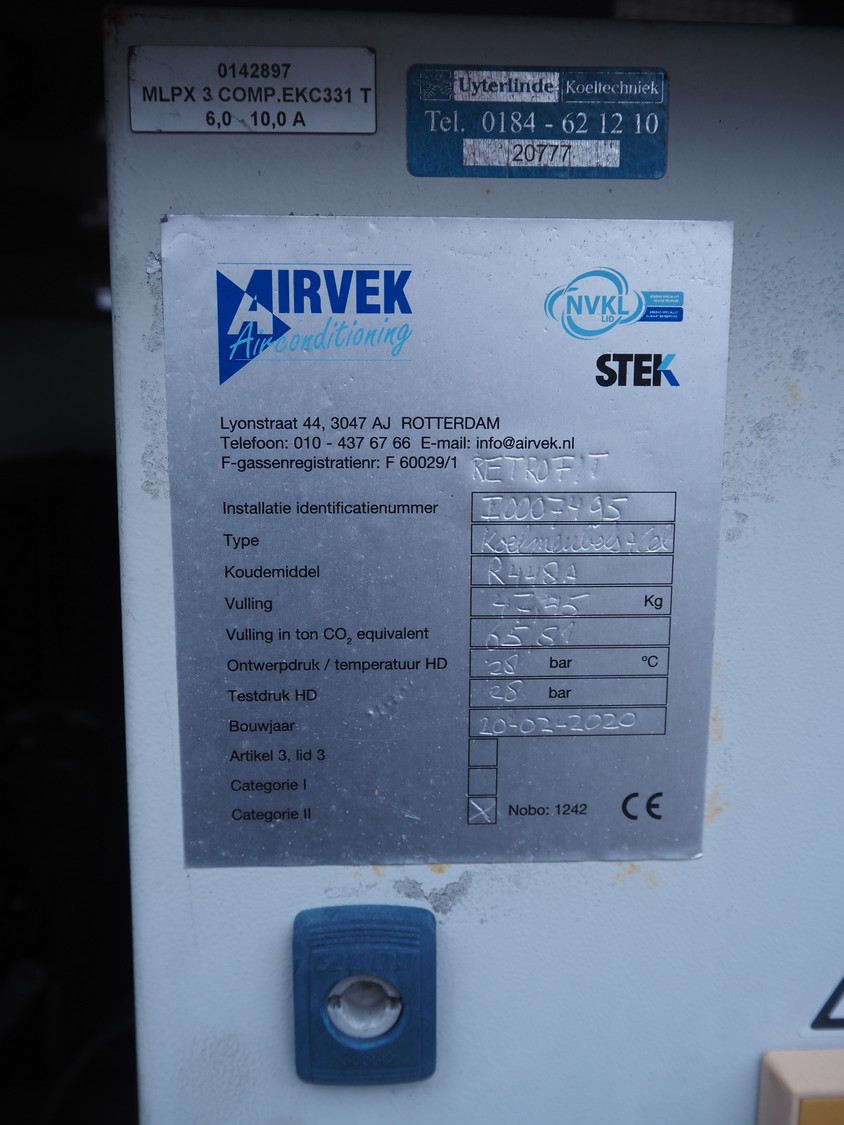 0142897
MLPX 3 COMP.EKC331 T
6,0 - 10,0 A
Uyterlinde Koeltechniek
Tel. 0184 - 62 12 10
20777
AIRVEK
Airconditioning
NVKL
LID
STEK
Lyonstraat 44, 3047 AJ ROTTERDAM
Telefoon: 010 - 437 67 66 E-mail: info@airvek.nl
F-gassenregistratienr: F 60029/1
RETROFIT
Installatie identificatienummer I0007495
Type
Koudemiddel R448A
Vulling Kg
Vulling in ton CO2 equivalent
Ontwerpdruk / temperatuur HD 28 bar ºC
Testdruk HD 28 bar
Bouwjaar 20-02-2020
Artikel 3, lid 3
Categorie I
Categorie II X Nobo: 1242 CE